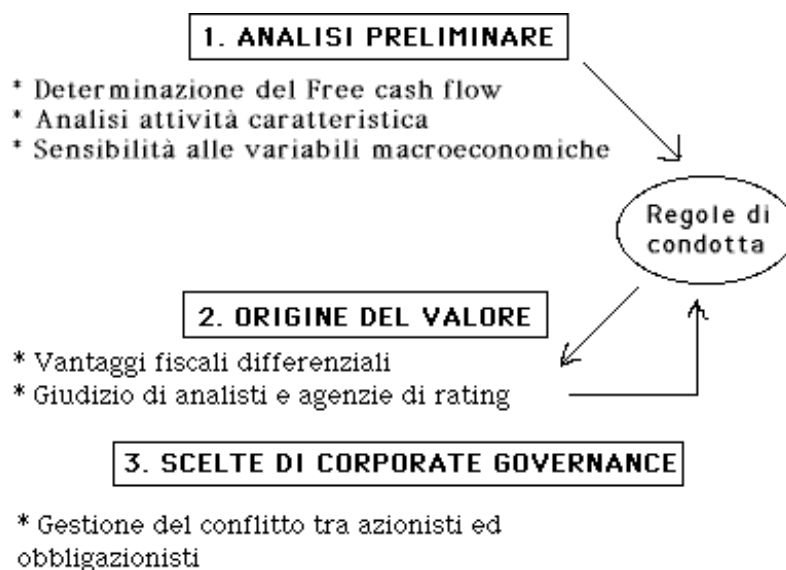 1. ANALISI PRELIMINARE
* Determinazione del Free cash flow
* Analisi attività caratteristica
* Sensibilità alle variabili macroeconomiche
Regole di
condotta
2. ORIGINE DEL VALORE
* Vantaggi fiscali differenziali
* Giudizio di analisti e agenzie di rating
3. SCELTE DI CORPORATE GOVERNANCE
* Gestione del conflitto tra azionisti ed
obbligazionisti